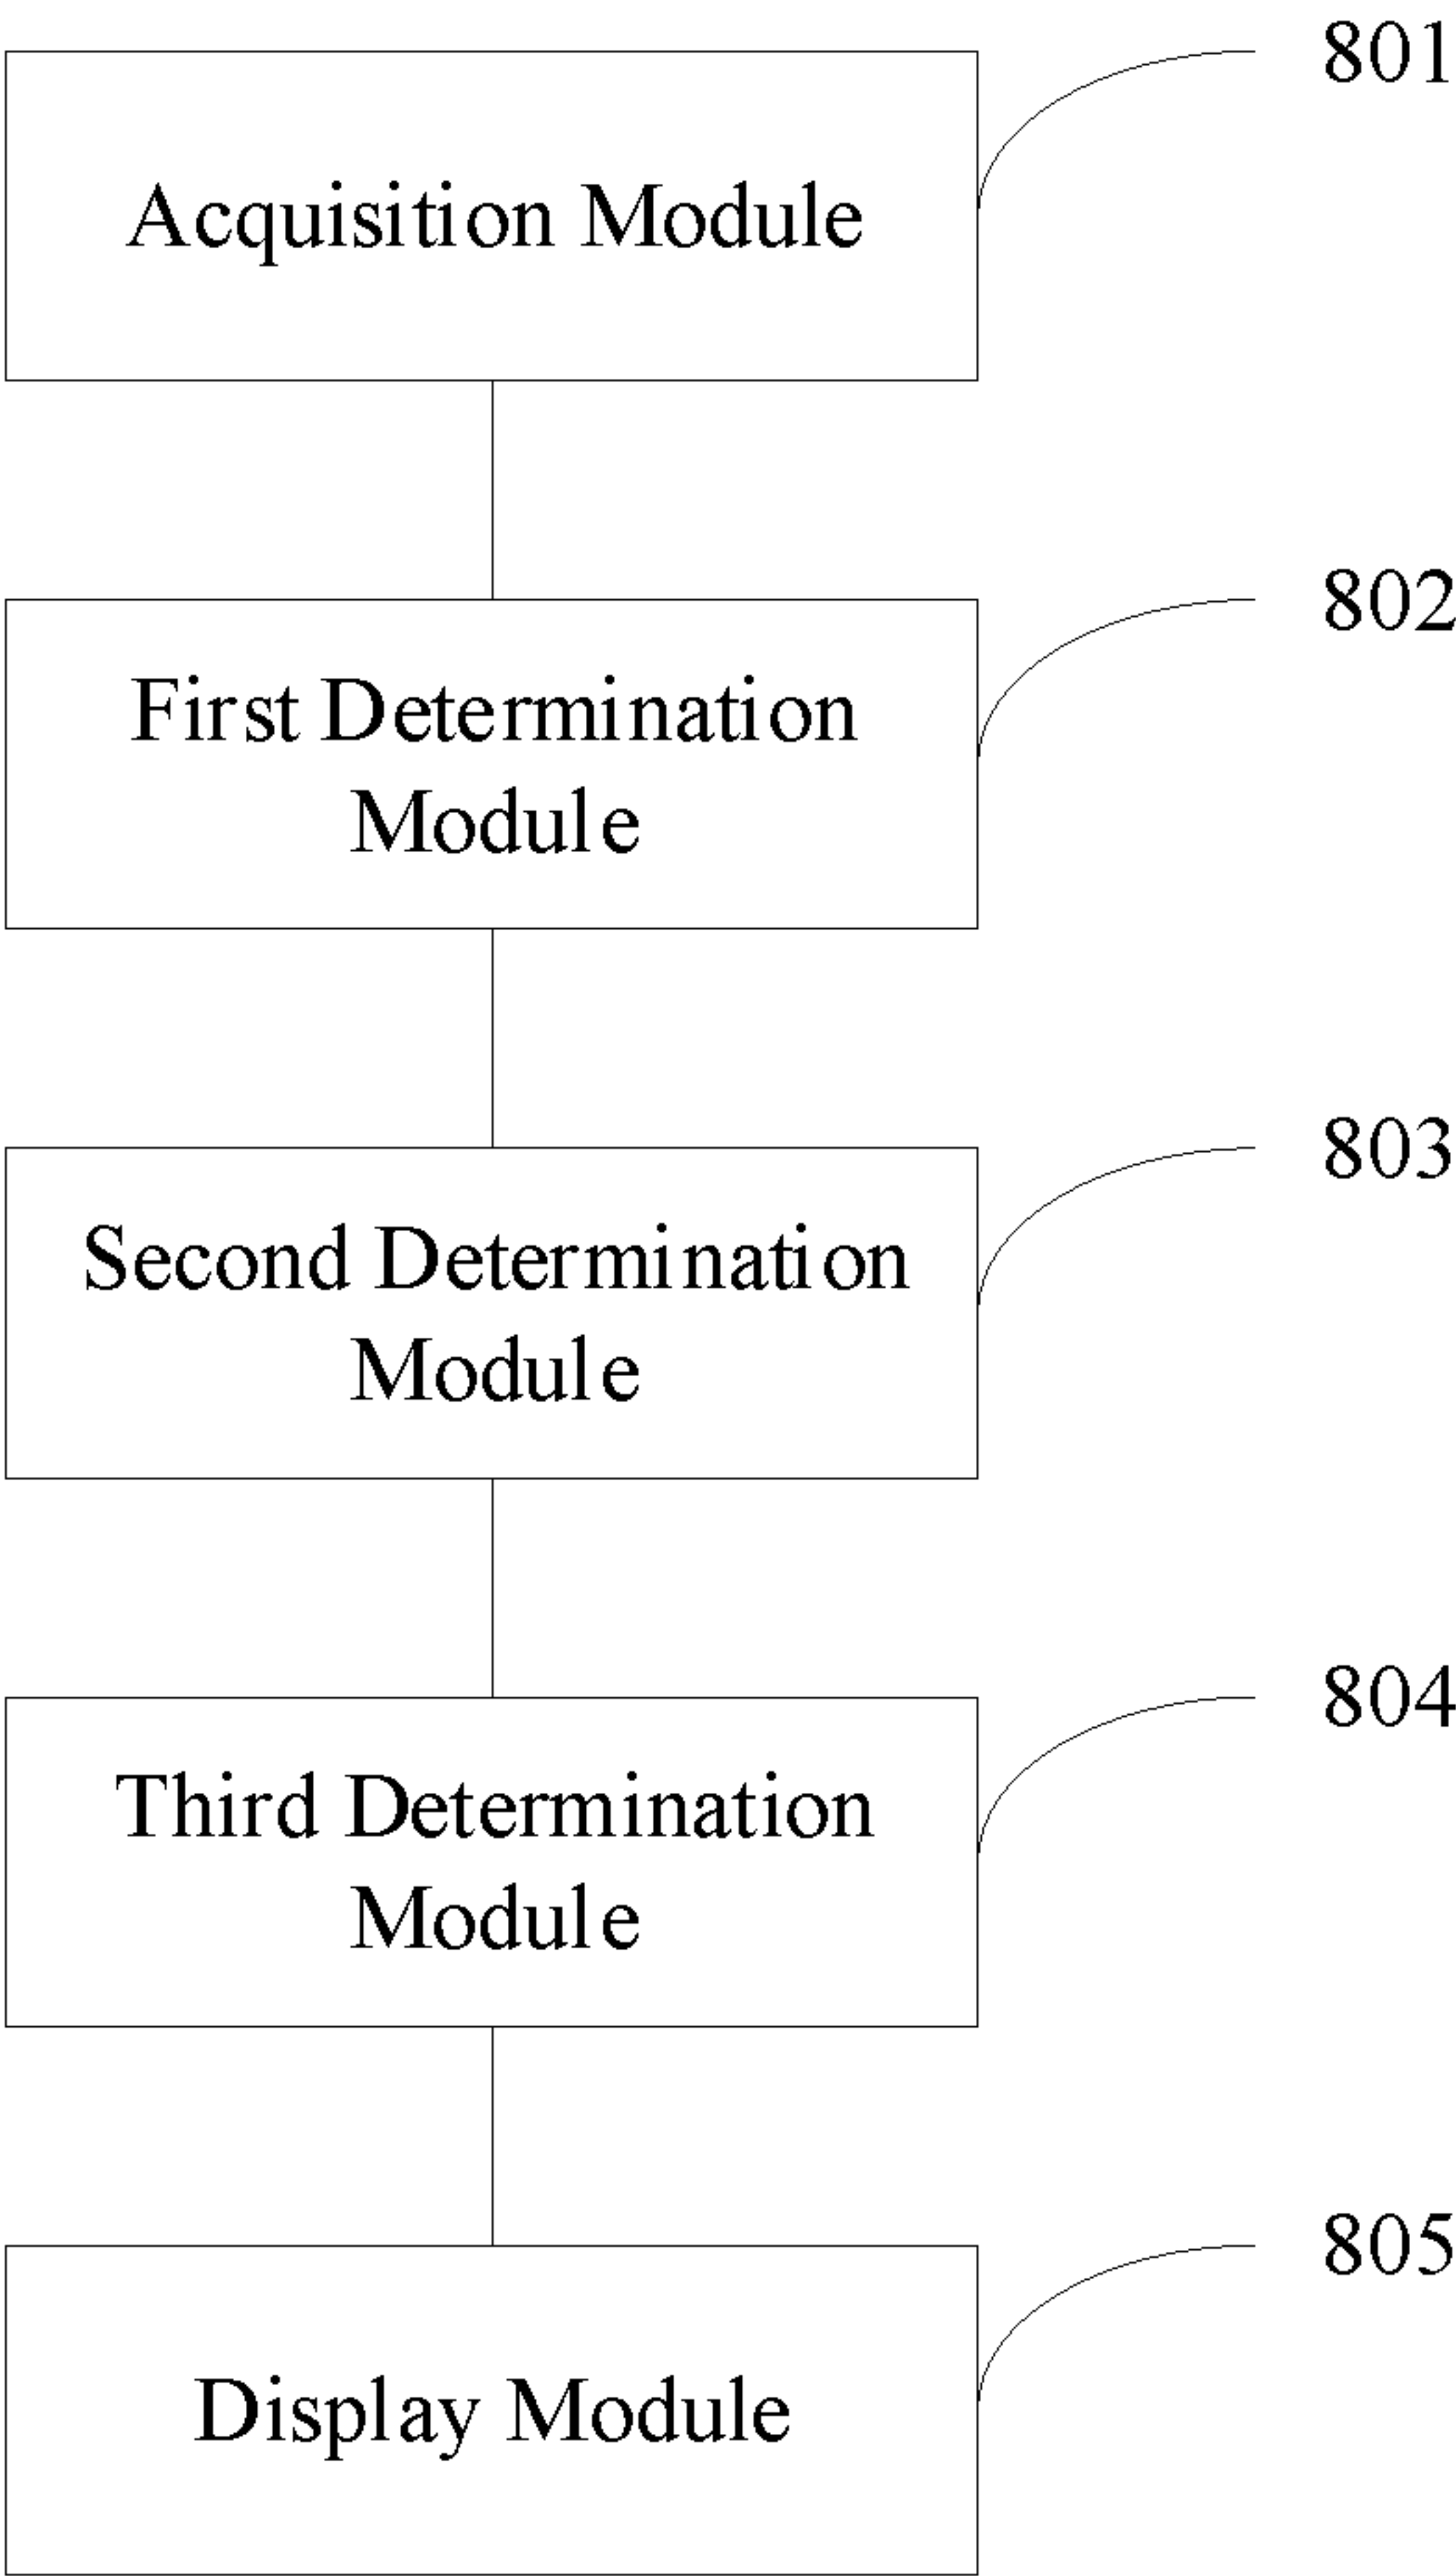 801
Acquisition Module
802
First Determination
Module
803
Second Determination
Module
804
Third Determination
Module
805
Display Module